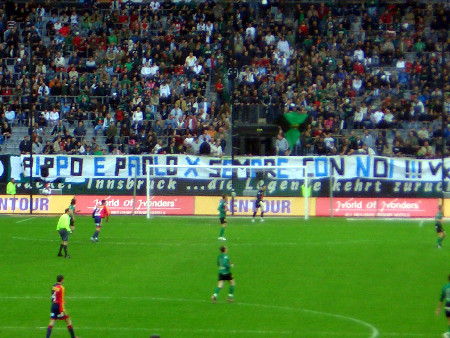 PIPPO E PAOLO X SEMPRE CON NOI !!!
Innsbruck ...die Legende kehrt zurück
ENTOUR World of Wonders ENTOUR World of Wonders